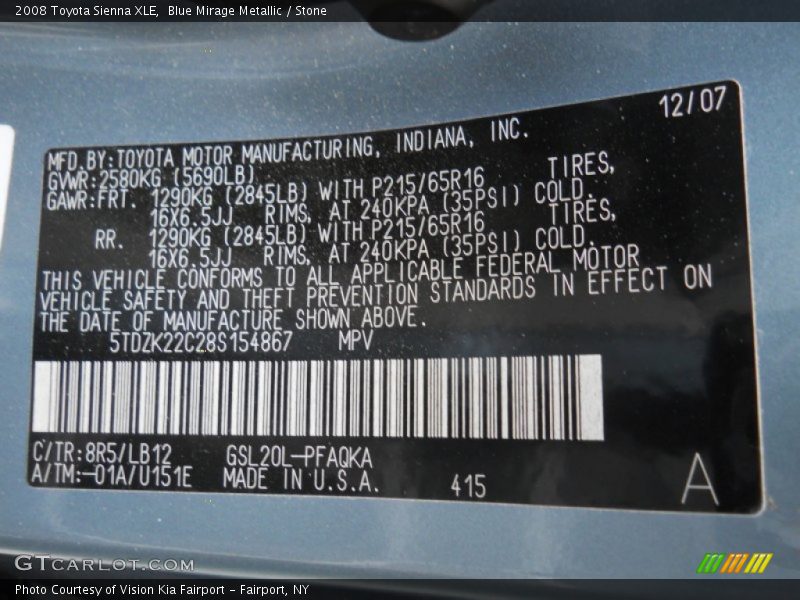 2008 Toyota Sienna XLE,  Blue Mirage Metallic / Stone
12/07
MFD.BY:TOYOTA MOTOR MANUFACTURING, INDIANA, INC.
GVWR:2580KG (5690LB)
GAWR:FRT. 1290KG (2845LB) WITH P215/65R16 TIRES,
16X6.5JJ RIMS, AT 240KPA (35PSI) COLD.
RR. 1290KG (2845LB) WITH P215/65R16 TIRES,
16X6.5JJ RIMS, AT 240KPA (35PSI) COLD.
THIS VEHICLE CONFORMS TO ALL APPLICABLE FEDERAL MOTOR
VEHICLE SAFETY AND THEFT PREVENTION STANDARDS IN EFFECT ON
THE DATE OF MANUFACTURE SHOWN ABOVE.
5TDZK22C28S154867 MPV
C/TR:8R5/LB12 GSL20L-PFAQKA
A/TM:-01A/U151E MADE IN U.S.A. 415
A
GTCarLot.com
Photo Courtesy of Vision Kia Fairport - Fairport, NY